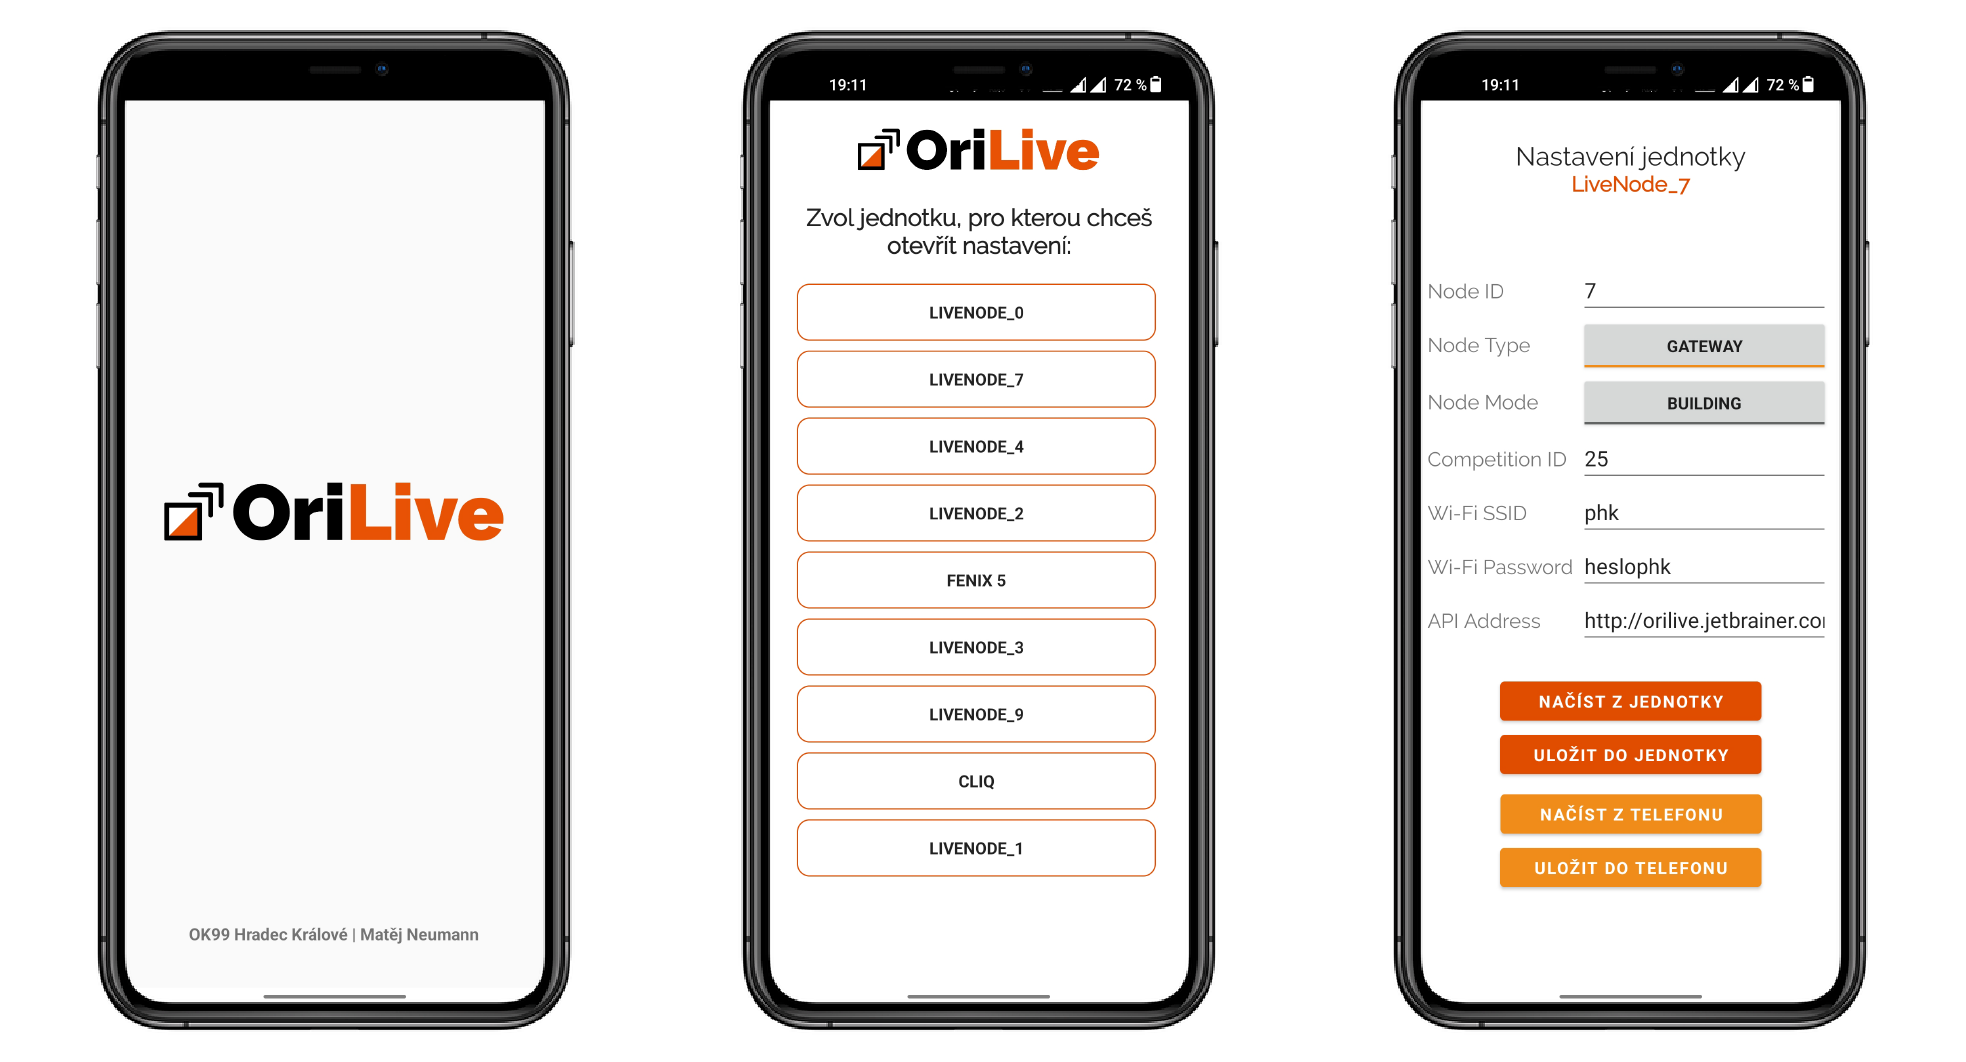 OriLive
OK99 Hradec Králové | Matěj Neumann
19:11
72 %
OriLive
Zvol jednotku, pro kterou chceš
otevřít nastavení:
LIVENODE_0
LIVENODE_7
LIVENODE_4
LIVENODE_2
FENIX 5
LIVENODE_3
LIVENODE_9
CLIQ
LIVENODE_1
19:11
72 %
Nastavení jednotky
LiveNode_7
Node ID 7
Node Type GATEWAY
Node Mode BUILDING
Competition ID 25
Wi-Fi SSID phk
Wi-Fi Password heslophk
API Address http://orilive.jetbrainer.co
NAČÍST Z JEDNOTKY
ULOŽIT DO JEDNOTKY
NAČÍST Z TELEFONU
ULOŽIT DO TELEFONU